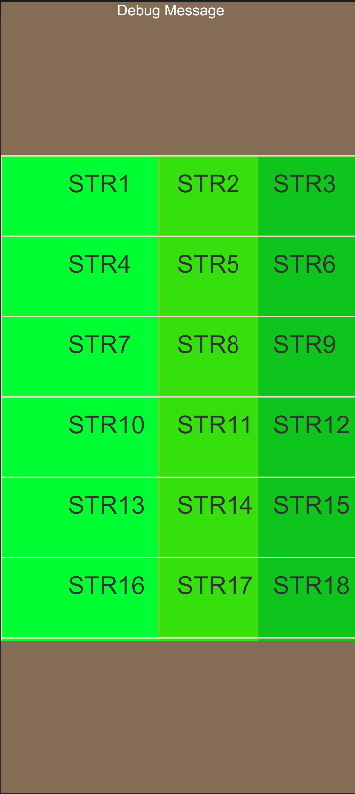 Debug Message
STR1 STR2 STR3
STR4 STR5 STR6
STR7 STR8 STR9
STR10 STR11 STR12
STR13 STR14 STR15
STR16 STR17 STR18